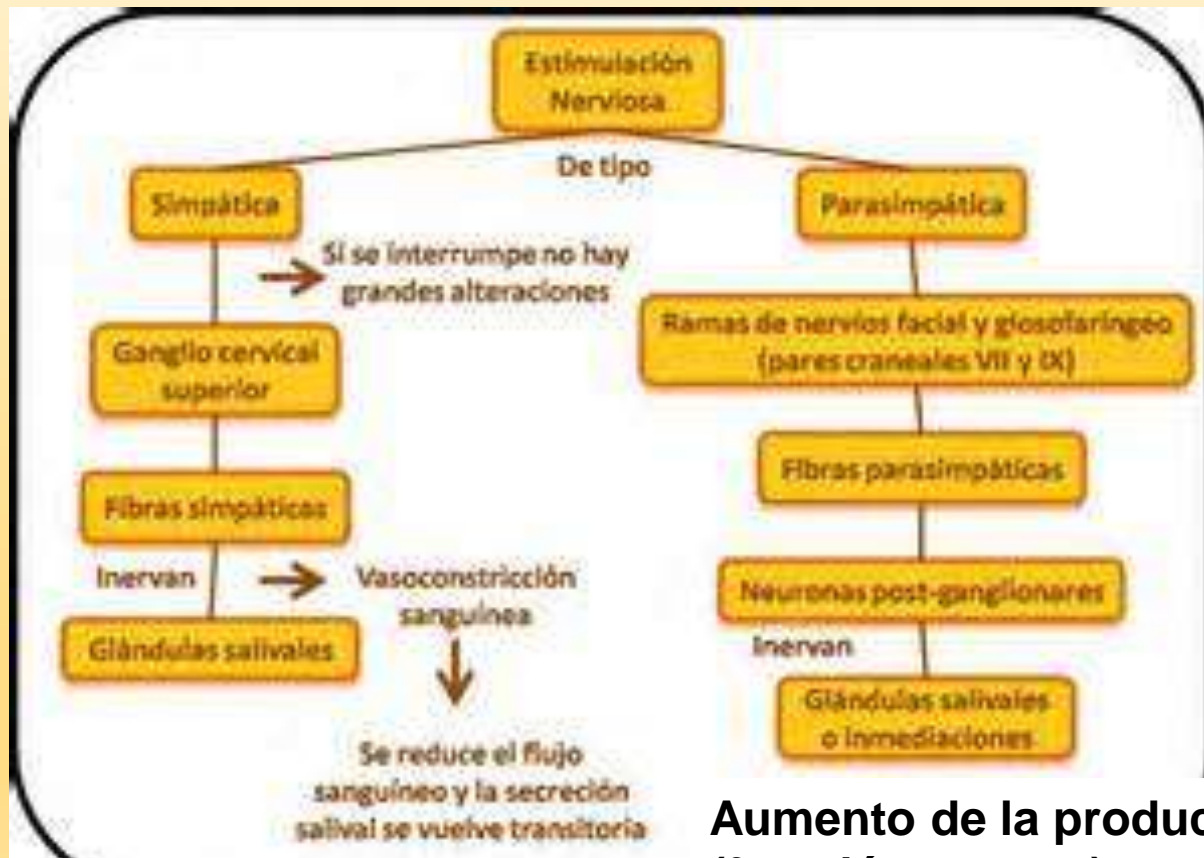 Estimulación
Nerviosa
De tipo
Simpática
Si se interrumpe no hay
grandes alteraciones
Ganglio cervical
superior
Fibras simpáticas
Inervan
Vasoconstricción
sanguínea
Glándulas salivales
Se reduce el flujo
sanguíneo y la secreción
salival se vuelve transitoria
Parasimpática
Ramas de nervios facial y glosofaríngeo
(pares craneales VII y IX)
Fibras parasimpáticas
Neuronas post-ganglionares
Inervan
Glándulas salivales
o inmediaciones
Aumento de la produc